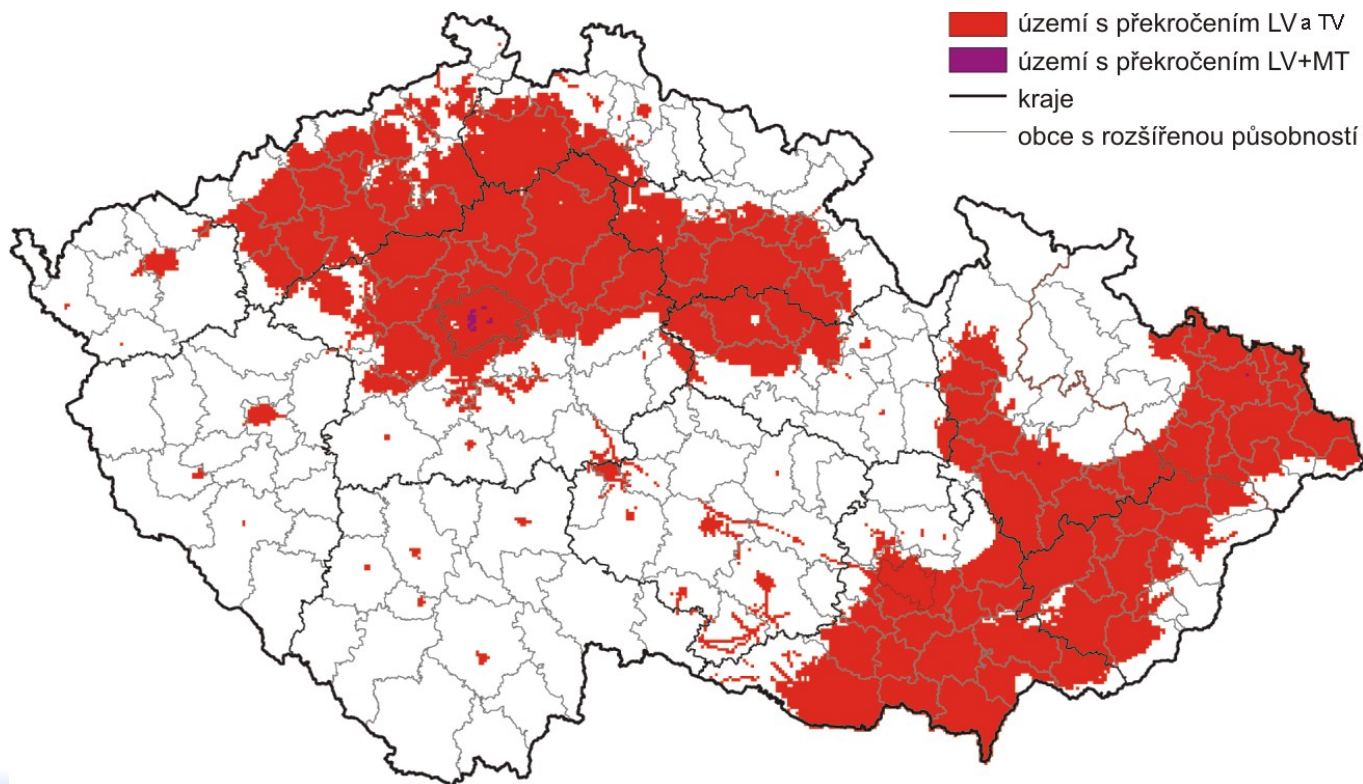 území s překročením LV a TV
území s překročením LV+MT
kraje
obce s rozšířenou působností